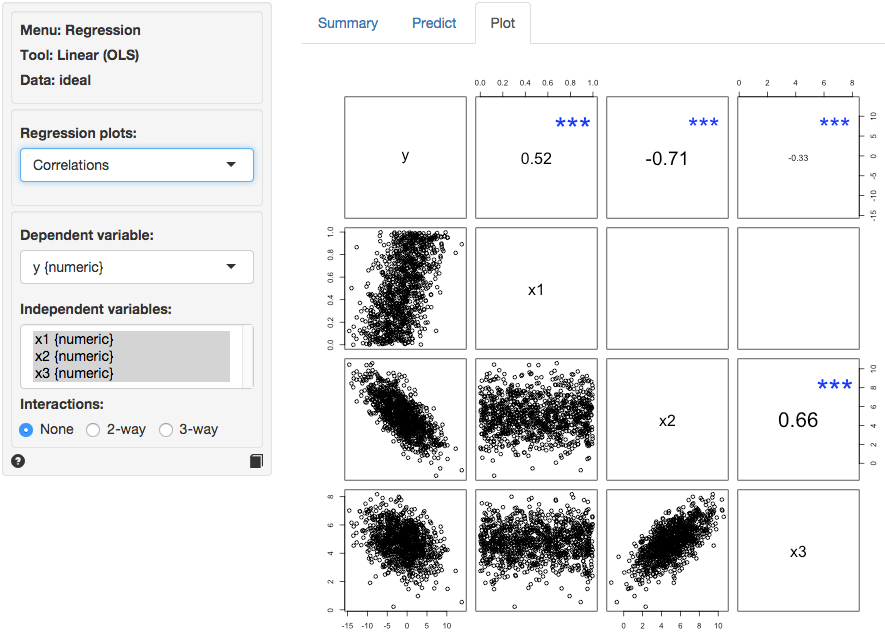 Menu: Regression
Tool: Linear (OLS)
Data: ideal
Regression plots:
Correlations
Dependent variable:
y {numeric}
Independent variables:
x1 {numeric}
x2 {numeric}
x3 {numeric}
Interactions:
None 2-way 3-way
?
Summary Predict Plot
0.0 0.2 0.4 0.6 0.8 1.0 0 2 4 6 8
y
***
0.52
***
-0.71
***
-0.33
10
5
0
-5
-10
-15
1.0
0.8
0.6
0.4
0.2
0.0
x1
x2
***
0.66
10
8
6
4
2
0
8
6
4
2
0
x3
-15 -10 -5 0 5 10 0 2 4 6 8 10